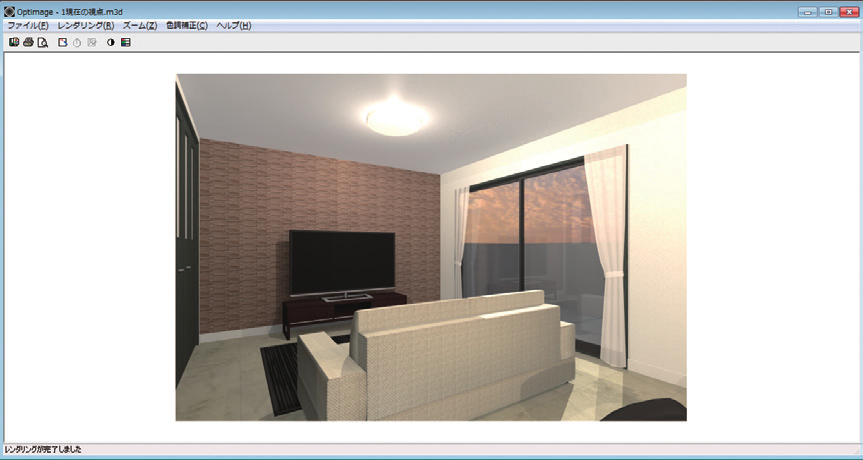 Optimage - 1現在の視点.m3d
ファイル(F) レンダリング(R) ズーム(Z) 色調補正(C) ヘルプ(H)
レンダリングが完了しました